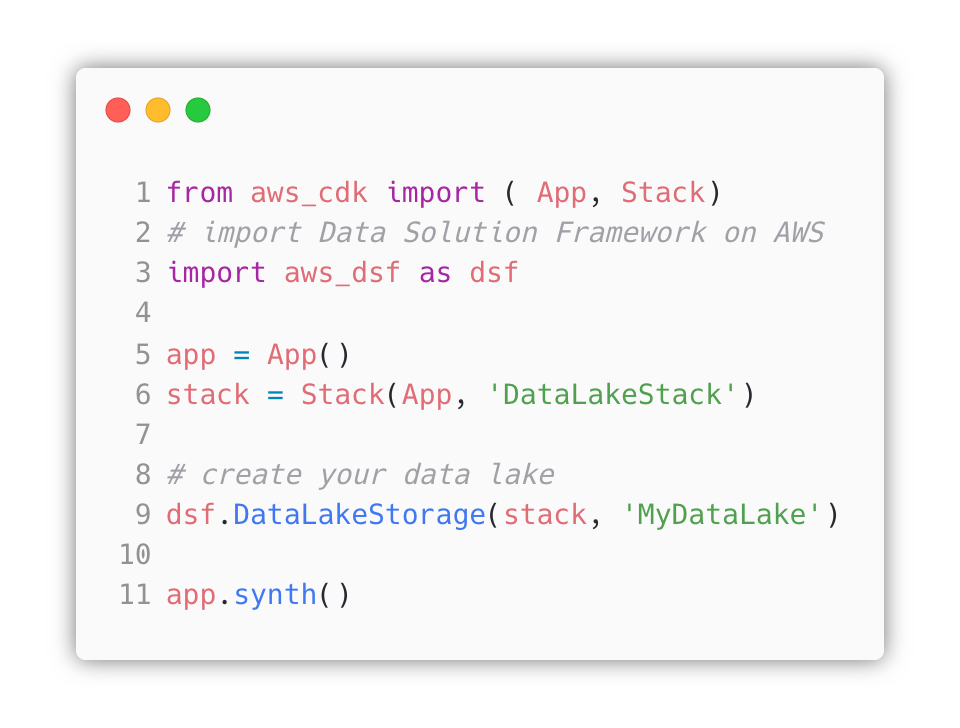 1 from aws_cdk import ( App, Stack)
2 # import Data Solution Framework on AWS
3 import aws_dsf as dsf
4
5 app = App()
6 stack = Stack(App, 'DataLakeStack')
7
8 # create your data lake
9 dsf.DataLakeStorage(stack, 'MyDataLake')
10
11 app.synth()